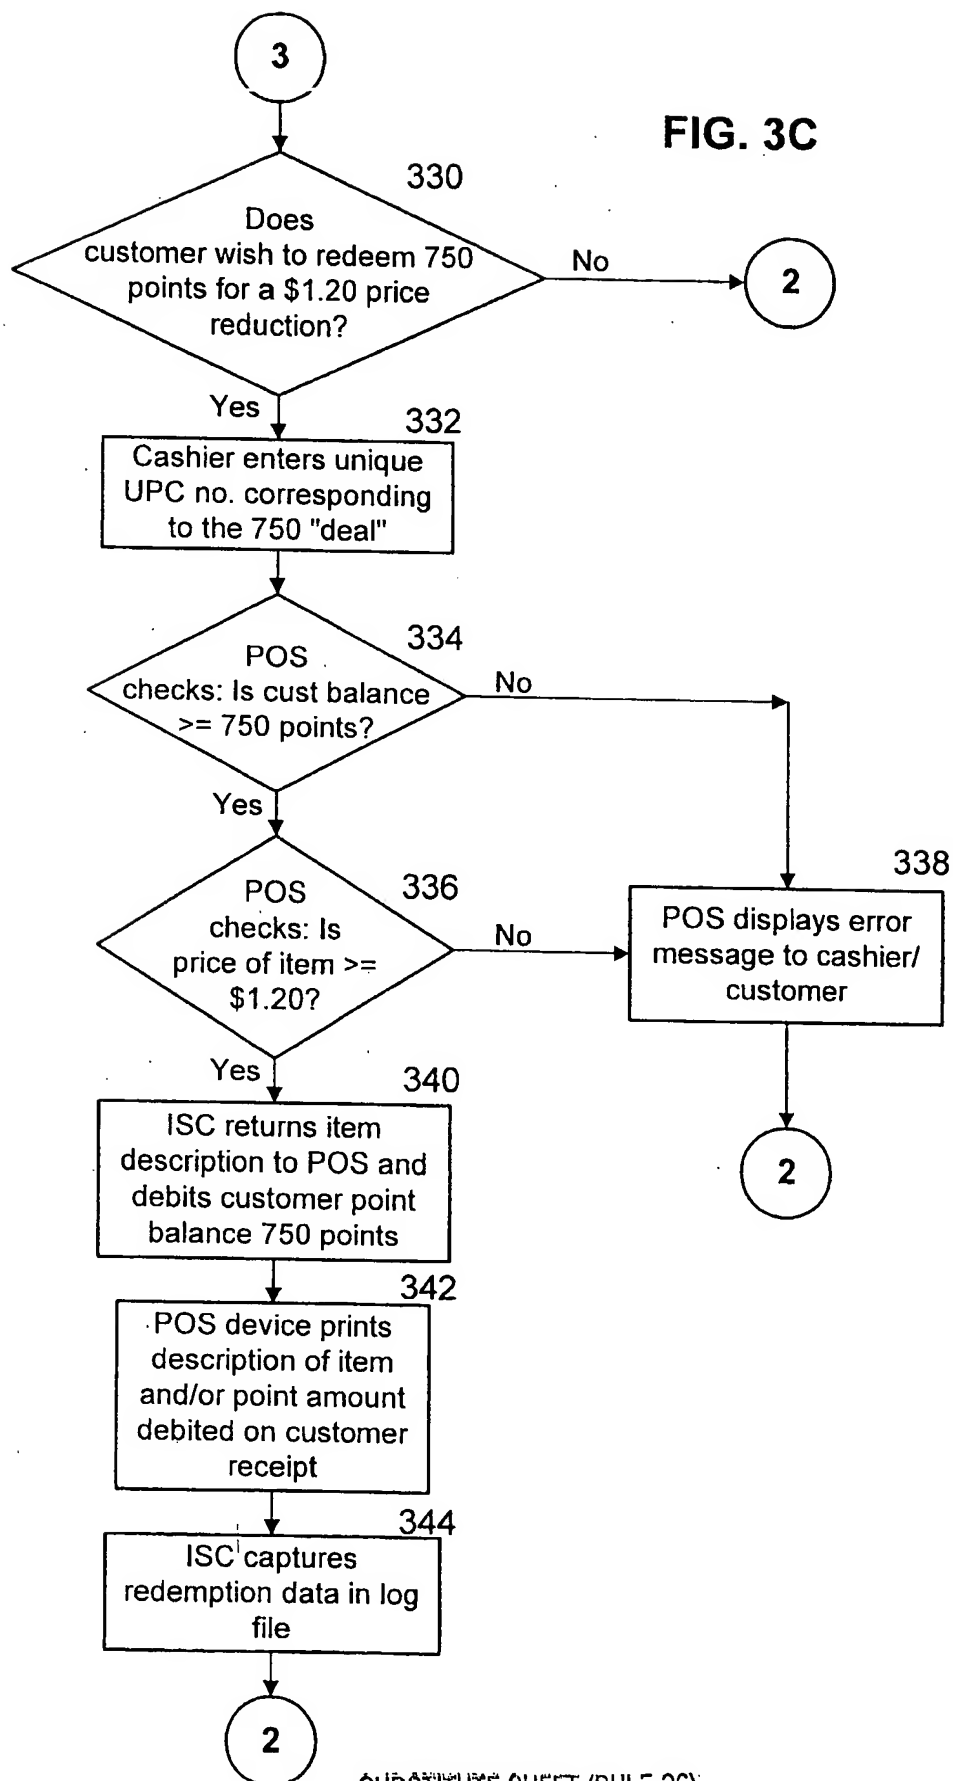 3
FIG. 3C
330
Does
customer wish to redeem 750
points for a $1.20 price
reduction?
No
2
Yes
332
Cashier enters unique
UPC no. corresponding
to the 750 "deal"
334
POS
checks: Is cust balance
>= 750 points?
No
Yes
336
POS
checks: Is
price of item >=
$1.20?
No
338
POS displays error
message to cashier/
customer
2
Yes
340
ISC returns item
description to POS and
debits customer point
balance 750 points
342
POS device prints
description of item
and/or point amount
debited on customer
receipt
344
ISC captures
redemption data in log
file
2